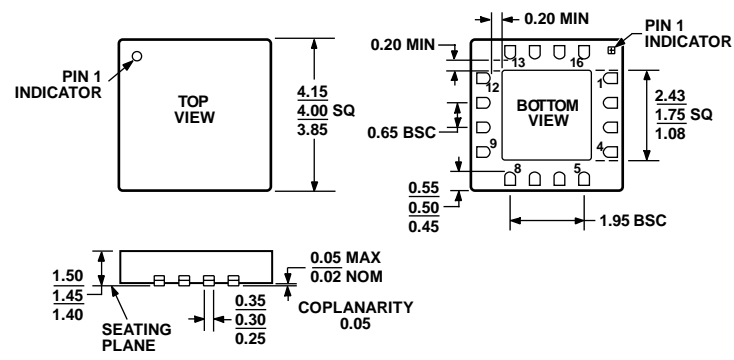 PIN 1
INDICATOR
TOP
VIEW
4.15
4.00 SQ
3.85
0.20 MIN
0.20 MIN
PIN 1
INDICATOR
13
16
12
1
BOTTOM
VIEW
2.43
1.75 SQ
1.08
0.65 BSC
9
4
8
5
0.55
0.50
0.45
1.95 BSC
1.50
1.45
1.40
SEATING
PLANE
0.35
0.30
0.25
0.05 MAX
0.02 NOM
COPLANARITY
0.05